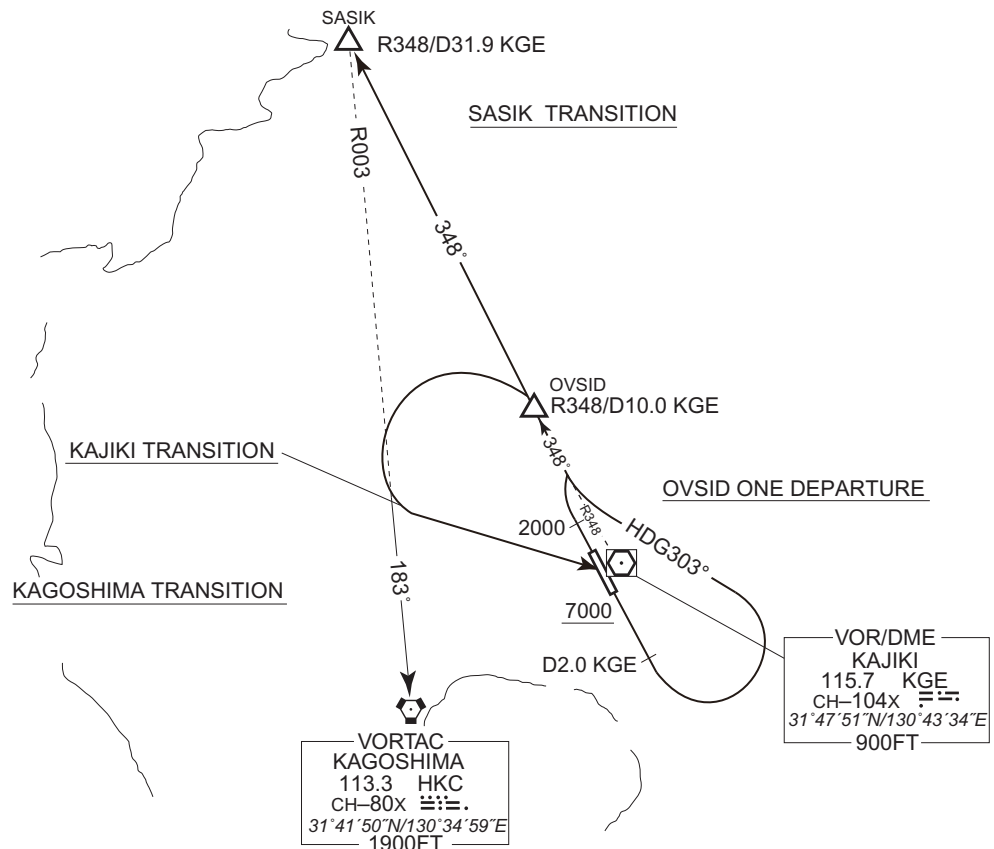 SASIK
R348/D31.9 KGE
SASIK TRANSITION
R003
348°
OVSID
R348/D10.0 KGE
KAJIKI TRANSITION
348°
OVSID ONE DEPARTURE
R348
2000
HDG303°
KAGOSHIMA TRANSITION
183°
7000
D2.0 KGE
VOR/DME
KAJIKI
115.7 KGE
CH–104X
31°47´51˝N/130°43´34˝E
900FT
VORTAC
KAGOSHIMA
113.3 HKC
CH–80X
31°41´50˝N/130°34´59˝E
1900FT